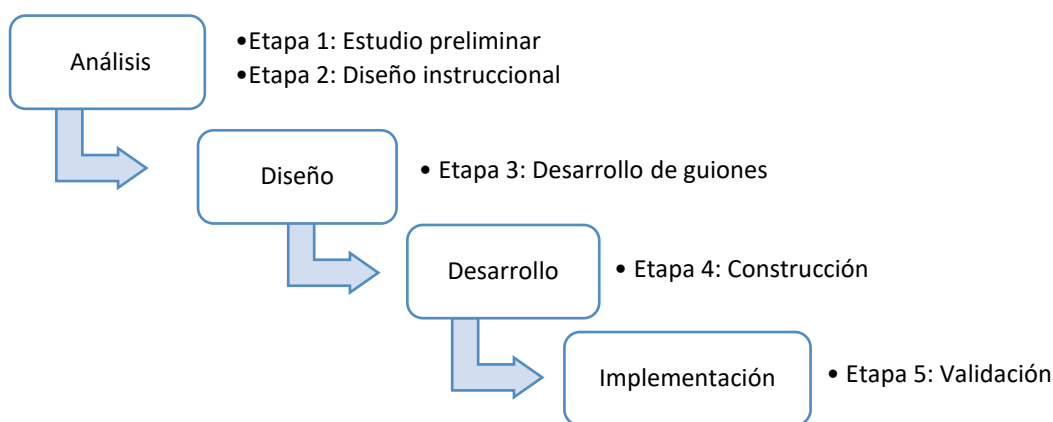 Análisis
•Etapa 1: Estudio preliminar
•Etapa 2: Diseño instruccional
Diseño
• Etapa 3: Desarrollo de guiones
Desarrollo
• Etapa 4: Construcción
Implementación
• Etapa 5: Validación